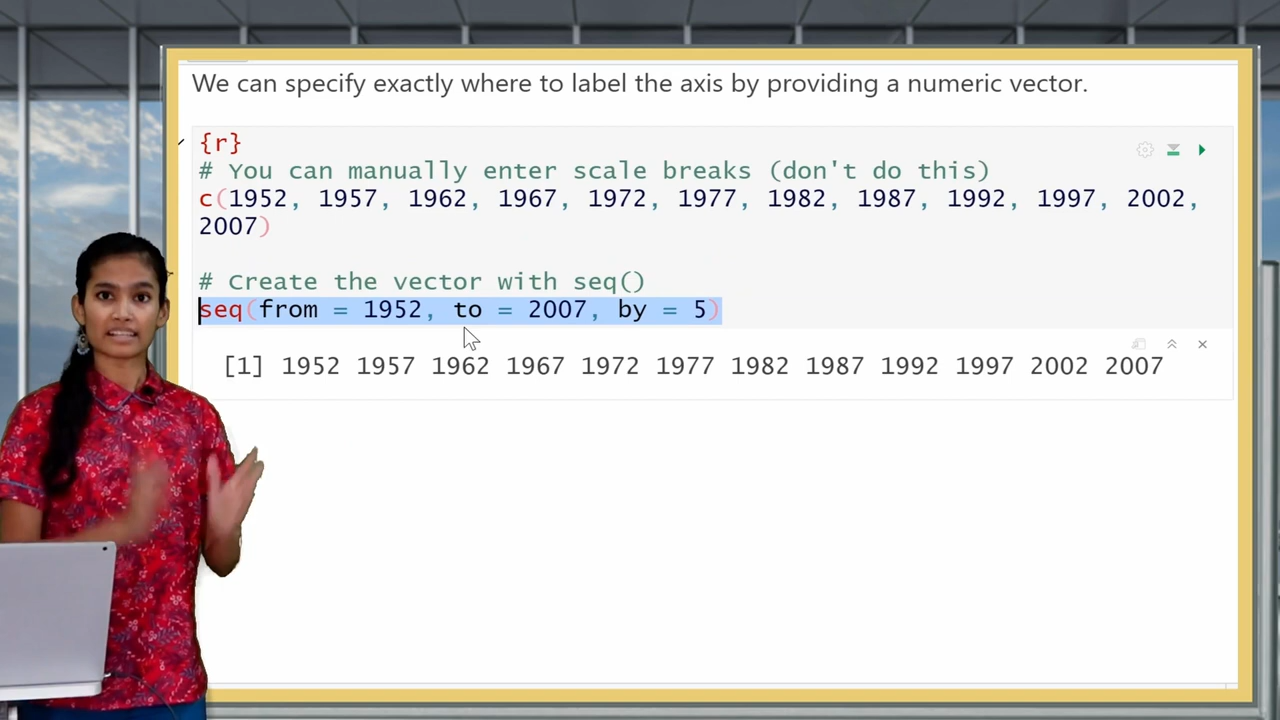 We can specify exactly where to label the axis by providing a numeric vector.
{r}
# You can manually enter scale breaks (don't do this)
c(1952, 1957, 1962, 1967, 1972, 1977, 1982, 1987, 1992, 1997, 2002,
2007)
# Create the vector with seq()
seq(from = 1952, to = 2007, by = 5)
[1] 1952 1957 1962 1967 1972 1977 1982 1987 1992 1997 2002 2007